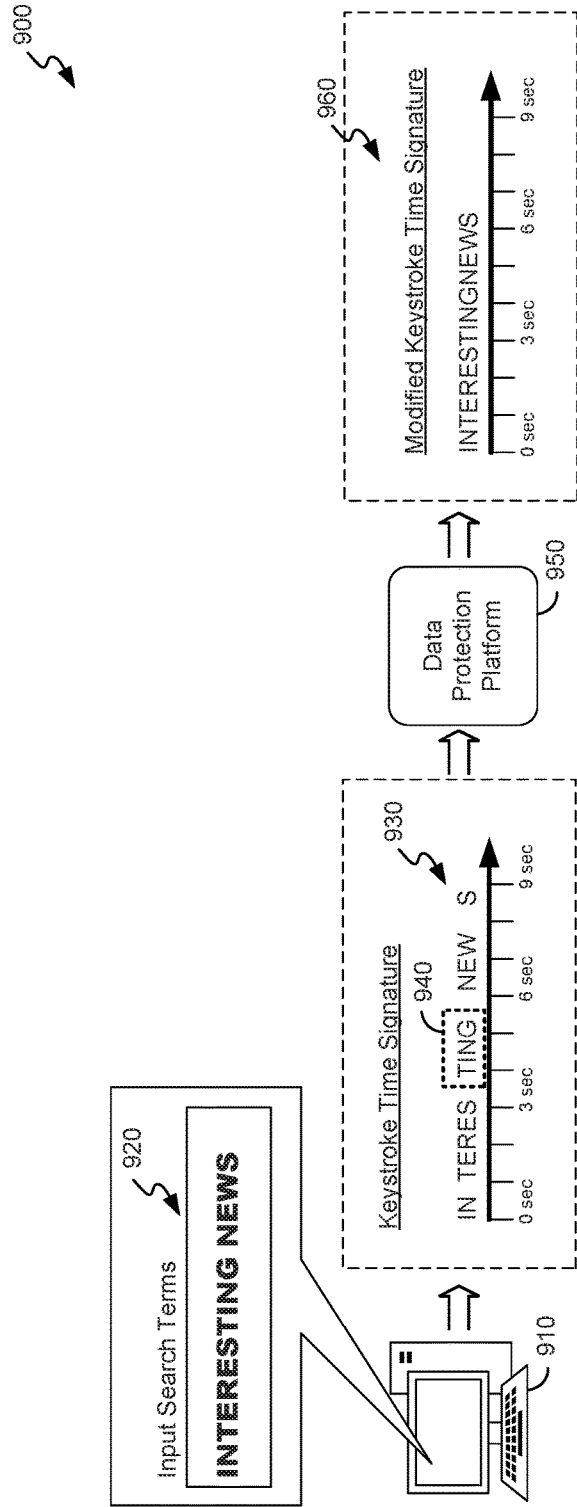 900
Input Search Terms
920
INTERESTING NEWS
910
Keystroke Time Signature
930
940
IN TERES TING NEW S
0 sec 3 sec 6 sec 9 sec
Data
Protection
Platform
950
960
Modified Keystroke Time Signature
INTERESTINGNEWS
0 sec 3 sec 6 sec 9 sec